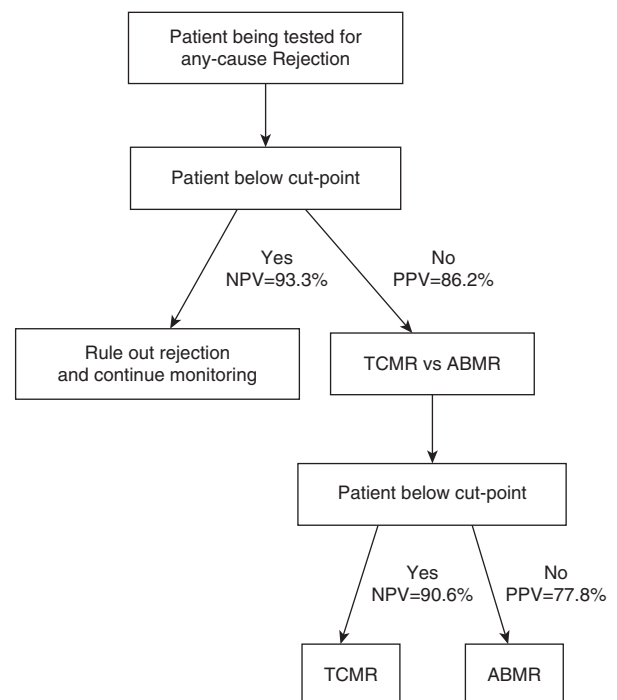 Patient being tested for
any-cause Rejection
Patient below cut-point
Yes
NPV=93.3%
No
PPV=86.2%
Rule out rejection
and continue monitoring
TCMR vs ABMR
Patient below cut-point
Yes
NPV=90.6%
No
PPV=77.8%
TCMR
ABMR